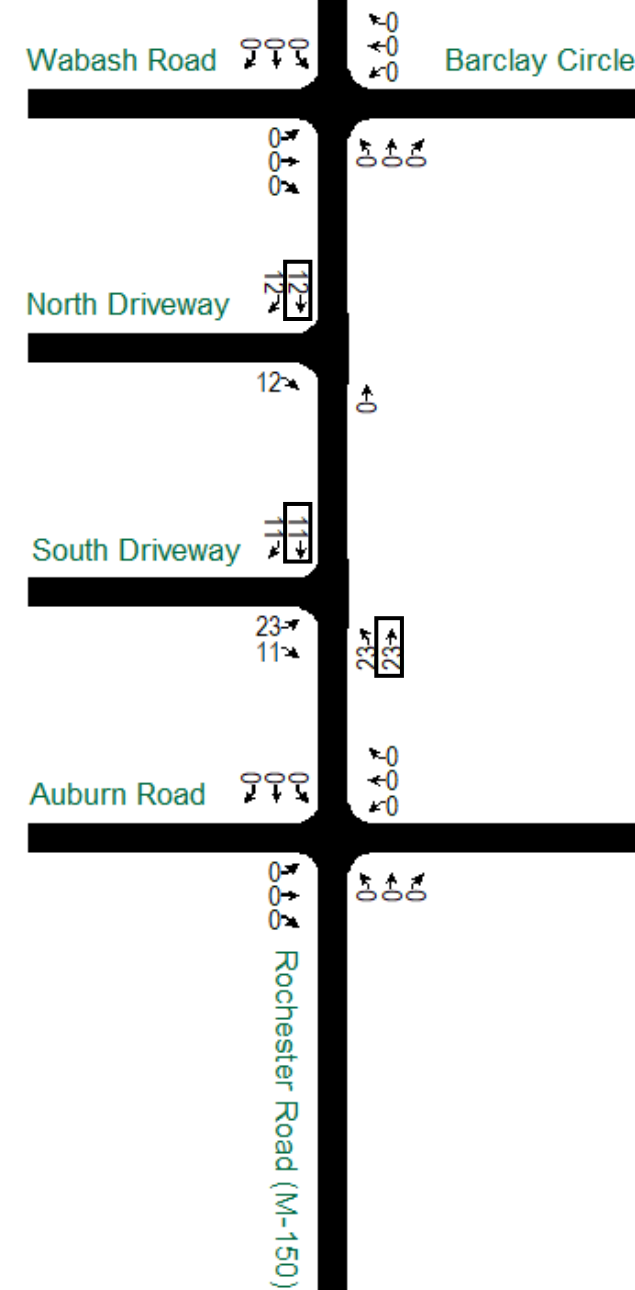 0
0
Wabash Road 0 0 0 Barclay Circle
0
0
0 0 0 0
0
12 12
North Driveway
12
0
11 11
South Driveway
23
11 23 23
0
0
Auburn Road 0 0 0
0
0
0 0 0 0
0
Rochester Road (M-150)